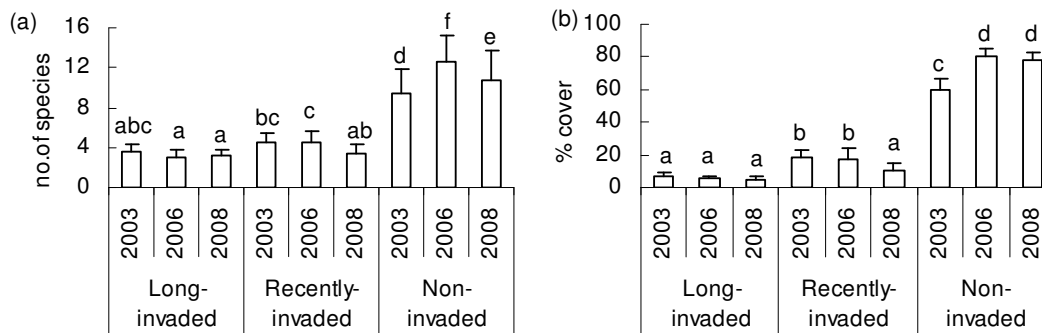 (a)
no.of species
16
12
8
4
0
abc
a
a
bc
c
ab
d
f
e
2003
2006
2008
2003
2006
2008
2003
2006
2008
Long-
invaded
Recently-
invaded
Non-
invaded
(b)
% cover
100
80
60
40
20
0
a
a
a
b
b
a
c
d
d
2003
2006
2008
2003
2006
2008
2003
2006
2008
Long-
invaded
Recently-
invaded
Non-
invaded